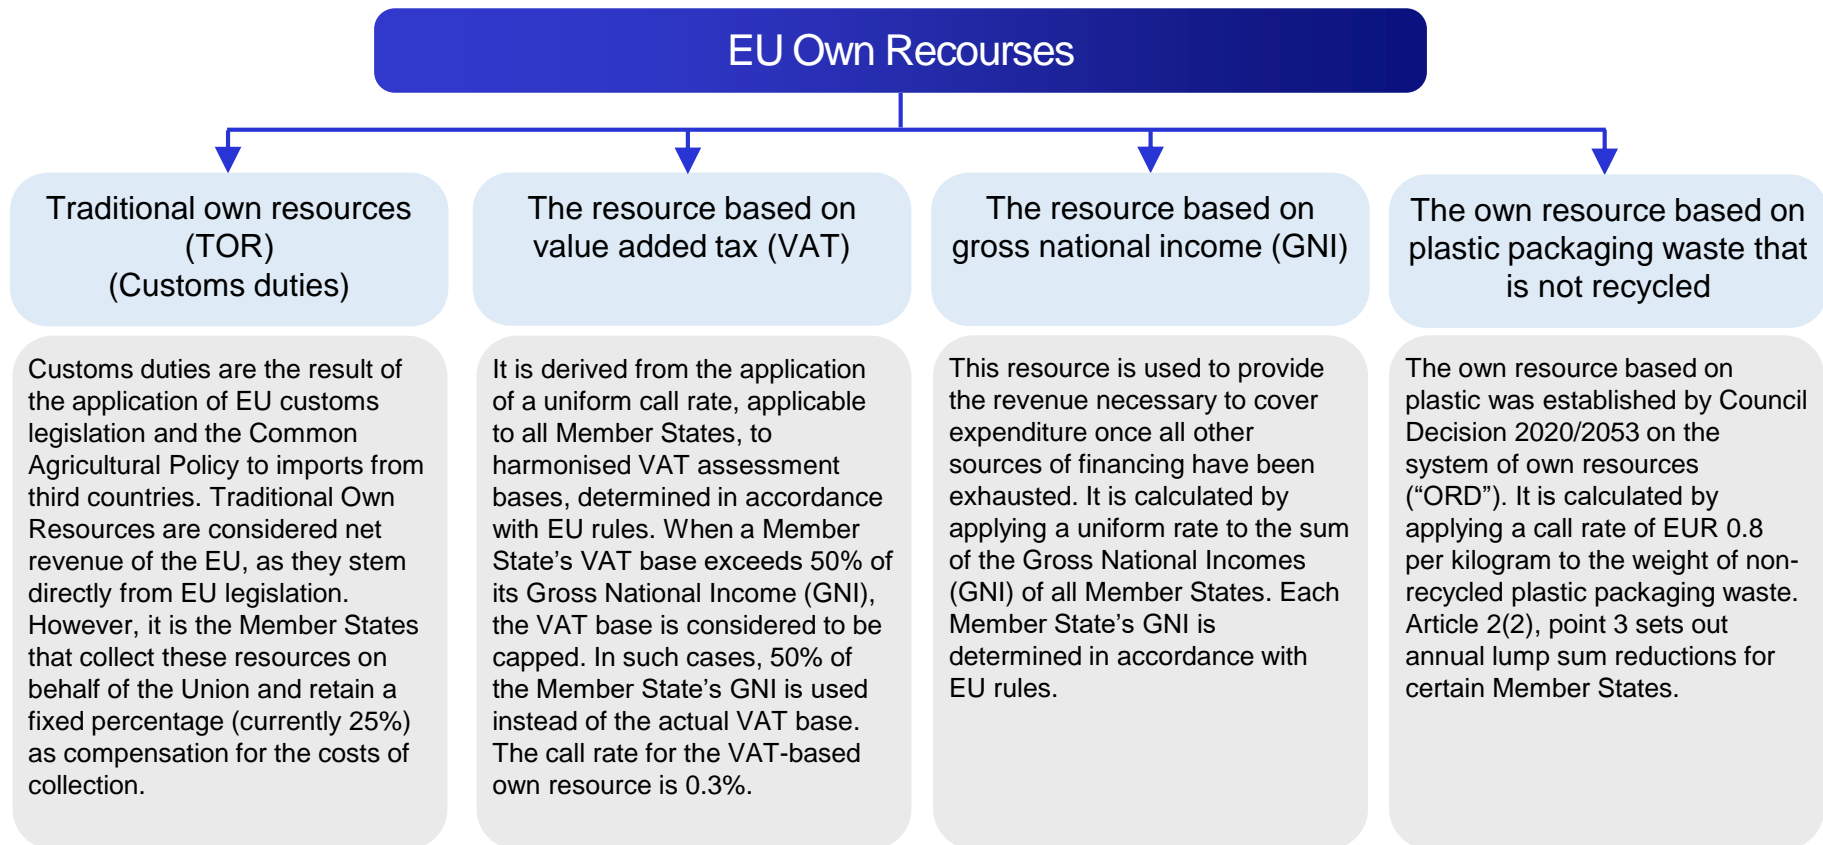 EU Own Recourses
Traditional own resources
(TOR)
(Customs duties)
Customs duties are the result of
the application of EU customs
legislation and the Common
Agricultural Policy to imports from
third countries. Traditional Own
Resources are considered net
revenue of the EU, as they stem
directly from EU legislation.
However, it is the Member States
that collect these resources on
behalf of the Union and retain a
fixed percentage (currently 25%)
as compensation for the costs of
collection.
The resource based on
value added tax (VAT)
It is derived from the application
of a uniform call rate, applicable
to all Member States, to
harmonised VAT assessment
bases, determined in accordance
with EU rules. When a Member
State’s VAT base exceeds 50% of
its Gross National Income (GNI),
the VAT base is considered to be
capped. In such cases, 50% of
the Member State’s GNI is used
instead of the actual VAT base.
The call rate for the VAT-based
own resource is 0.3%.
The resource based on
gross national income (GNI)
This resource is used to provide
the revenue necessary to cover
expenditure once all other
sources of financing have been
exhausted. It is calculated by
applying a uniform rate to the sum
of the Gross National Incomes
(GNI) of all Member States. Each
Member State’s GNI is
determined in accordance with
EU rules.
The own resource based on
plastic packaging waste that
is not recycled
The own resource based on
plastic was established by Council
Decision 2020/2053 on the
system of own resources
(“ORD”). It is calculated by
applying a call rate of EUR 0.8
per kilogram to the weight of non-
recycled plastic packaging waste.
Article 2(2), point 3 sets out
annual lump sum reductions for
certain Member States.